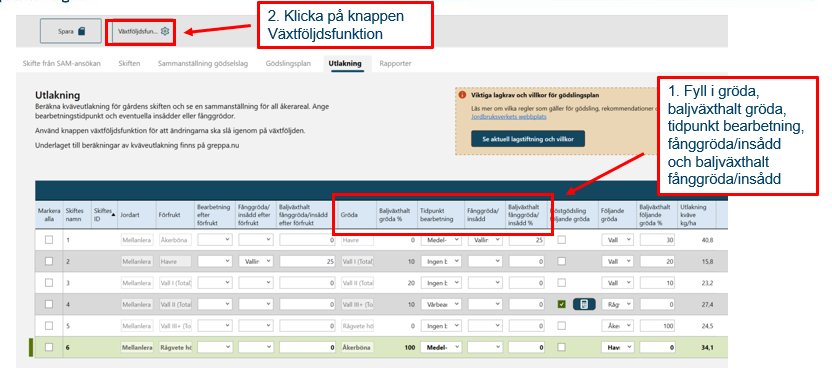 Spara
Växtföljdsfun...
2. Klicka på knappen
Växtföljdsfunktion
Skifte från SAM-ansökan Skiften Sammanställning gödselslag Gödslingsplan Utlakning Rapporter
Utlakning
Beräkna kväveutlakning för gårdens skiften och se en sammanställning för all åkerareal. Ange
bearbetningstidpunkt och eventuella insådder eller fånggrödor.
Använd knappen växtföljdsfunktion för att ändringarna ska slå igenom på växtföljden.
Underlaget till beräkningar av kväveutlakning finns på greppa.nu
Viktiga lagkrav och villkor för gödslingsplan
Läs mer om vilka regler som gäller för gödsling, rekommendationer
Jordbruksverkets webbplats
Se aktuell lagstiftning och villkor
1. Fyll i gröda,
baljväxthalt gröda,
tidpunkt bearbetning,
fånggröda/insådd
och baljväxthalt
fånggröda/insådd
Markera alla Skiftes namn Skiftes ID Jordart Förfrukt Bearbetning efter förfrukt Fånggröda/ insådd efter förfrukt Baljväxthalt fånggröda/insådd efter förfrukt Gröda Baljväxthalt gröda % Tidpunkt bearbetning Fånggröda/ insådd Baljväxthalt fånggröda/ insådd % Höstgödsling följande gröda Följande gröda Baljväxthalt följande gröda % Utlakning kväve kg/ha
1 Mellanlera Åkerböna 0 Havre 0 Medel- Vallir 25 Vall 30 40,8
2 Mellanlera Havre Vallir 25 Vall I (Total) 10 Ingen b 0 Vall 20 15,8
3 Mellanlera Vall I (Total) 0 Vall II (Total) 20 Ingen b 0 Vall 10 23,2
4 Mellanlera Vall II (Total 0 Vall III+ (To 10 Vårbear 0 Råg 0 27,4
5 Mellanlera Vall III+ (To 0 Rågvete hö 0 Ingen b 0 Åker 100 24,5
6 Mellanlera Rågvete hö 0 Åkerböna 100 Medel- 0 Hav 0 34,1